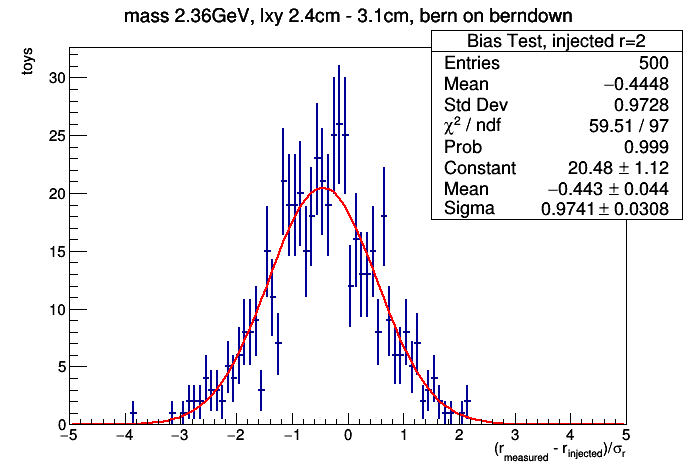 mass 2.36GeV, lxy 2.4cm - 3.1cm, bern on berndown
toys
Bias Test, injected r=2
Entries 500
Mean −0.4448
Std Dev 0.9728
χ² / ndf 59.51 / 97
Prob 0.999
Constant 20.48 ± 1.12
Mean −0.443 ± 0.044
Sigma 0.9741 ± 0.0308
30
25
20
15
10
5
0
−5 −4 −3 −2 −1 0 1 2 3 4 5
(r_measured - r_injected)/σ_r